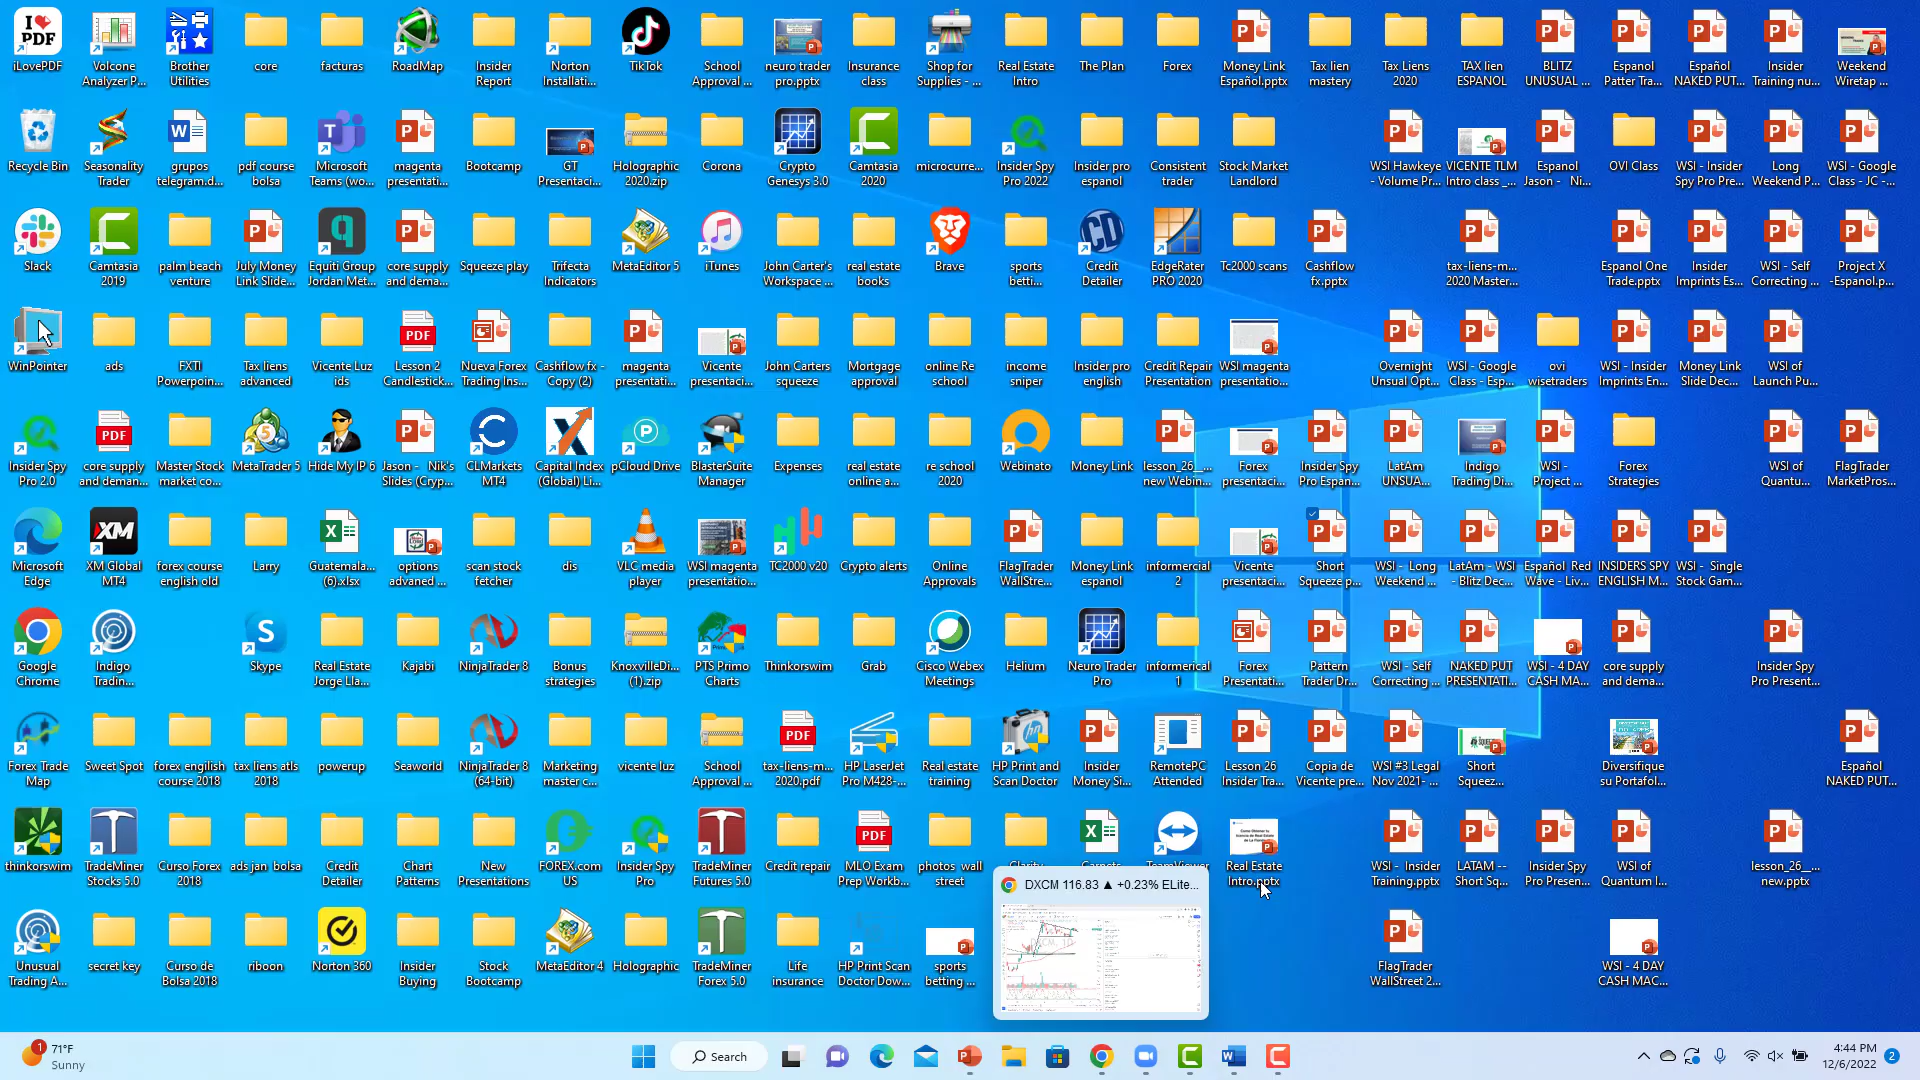 iLovePDF
Volcone
Analyzer P...
Brother
Utilities
core
facturas
RoadMap
Insider
Report
Norton
Installati...
TikTok
School
Approval ...
neuro trader
pro.pptx
Insurance
class
Shop for
Supplies - ...
Real Estate
Intro
The Plan
Forex
Money Link
Español.pptx
Tax lien
mastery
Tax Liens
2020
TAX lien
ESPANOL
BLITZ
UNUSUAL ...
Espanol
Patter Tra...
Español
NAKED PUT...
Insider
Training nu...
Weekend
Wiretap ...
Recycle Bin
Seasonality
Trader
grupos
telegram.d...
pdf course
bolsa
Microsoft
Teams (wo...
magenta
presentati...
Bootcamp
GT
Presentaci...
Holographic
2020.zip
Corona
Crypto
Genesys 3.0
Camtasia
2020
microcurre...
Insider Spy
Pro 2022
Insider pro
espanol
Consistent
trader
Stock Market
Landlord
WSI Hawkeye
- Volume Pr...
VICENTE TLM
Intro class _...
Espanol
Jason - Ni...
OVI Class
WSI - Insider
Spy Pro Pre...
Long
Weekend P...
WSI - Google
Class - JC -...
Slack
Camtasia
2019
palm beach
venture
July Money
Link Slide...
Equiti Group
Jordan Met...
core supply
and dema...
Squeeze play
Trifecta
Indicators
MetaEditor 5
iTunes
John Carter's
Workspace ...
real estate
books
Brave
sports
betti...
Credit
Detailer
EdgeRater
PRO 2020
Tc2000 scans
Cashflow
fx.pptx
tax-liens-m...
2020 Master...
Espanol One
Trade.pptx
Insider
Imprints Es...
WSI - Self
Correcting ...
Project X
-Espanol.p...
WinPointer
ads
FXTI
Powerpoin...
Tax liens
advanced
Vicente Luz
ids
Lesson 2
Candlestick...
Nueva Forex
Trading Ins...
Cashflow fx -
Copy (2)
magenta
presentati...
Vicente
presentaci...
John Carters
squeeze
Mortgage
approval
online Re
school
income
sniper
Insider pro
english
Credit Repair
Presentation
WSI magenta
presentatio...
Overnight
Unsual Opt...
WSI - Google
Class - Esp...
ovi
wisetraders
WSI - Insider
Imprints En...
Money Link
Slide Dec...
WSI of
Launch Pu...
Insider Spy
Pro 2.0
core supply
and deman...
Master Stock
market co...
MetaTrader 5
Hide My IP 6
Jason - Nik's
Slides (Cryp...
CLMarkets
MT4
Capital Index
(Global) Li...
pCloud Drive
BlasterSuite
Manager
Expenses
real estate
online a...
re school
2020
Webinato
Money Link
lesson_26__...
new Webin...
Forex
presentaci...
Insider Spy
Pro Espan...
LatAm
UNSUA...
Indigo
Trading Di...
WSI -
Project ...
Forex
Strategies
WSI of
Quantu...
FlagTrader
MarketPros...
Microsoft
Edge
XM Global
MT4
forex course
english old
Larry
Guatemala...
(6).xlsx
options
advaned ...
scan stock
fetcher
dis
VLC media
player
WSI magenta
presentatio...
TC2000 v20
Crypto alerts
Online
Approvals
FlagTrader
WallStre...
Money Link
espanol
informercial
2
Vicente
presentaci...
Short
Squeeze p...
WSI - Long
Weekend ...
LatAm - WSI
- Blitz Dec...
Español Red
Wave - Liv...
INSIDERS SPY
ENGLISH M...
WSI - Single
Stock Gam...
Google
Chrome
Indigo
Tradin...
Skype
Real Estate
Jorge Lla...
Kajabi
NinjaTrader 8
Bonus
strategies
KnoxvilleDi...
(1).zip
PTS Primo
Charts
Thinkorswim
Grab
Cisco Webex
Meetings
Helium
Neuro Trader
Pro
informerical
1
Forex
Presentati...
Pattern
Trader Dr...
WSI - Self
Correcting ...
NAKED PUT
PRESENTATI...
WSI - 4 DAY
CASH MA...
core supply
and dema...
Insider Spy
Pro Present...
Forex Trade
Map
Sweet Spot
forex engilish
course 2018
tax liens atls
2018
powerup
Seaworld
NinjaTrader 8
(64-bit)
Marketing
master c...
vicente luz
School
Approval ...
tax-liens-m...
2020.pdf
HP LaserJet
Pro M428-...
Real estate
training
HP Print and
Scan Doctor
Insider
Money Si...
RemotePC
Attended
Lesson 26
Insider Tra...
Copia de
Vicente pre...
WSI #3 Legal
Nov 2021- ...
Short
Squeez...
Diversifique
su Portafol...
Español
NAKED PUT...
thinkorswim
TradeMiner
Stocks 5.0
Curso Forex
2018
ads jan bolsa
Credit
Detailer
Chart
Patterns
New
Presentations
FOREX.com
US
Insider Spy
Pro
TradeMiner
Futures 5.0
Credit repair
MLO Exam
Prep Workb...
photos wall
street
Clarity
TeamViewer
Real Estate
Intro.pptx
WSI - Insider
Training.pptx
LATAM --
Short Sq...
Insider Spy
Pro Presen...
WSI of
Quantum I...
lesson_26__...
new.pptx
DXCM 116.83 ▲ +0.23% ELite...
Unusual
Trading A...
secret key
Curso de
Bolsa 2018
riboon
Norton 360
Insider
Buying
Stock
Bootcamp
MetaEditor 4
Holographic
TradeMiner
Forex 5.0
Life
insurance
HP Print Scan
Doctor Dow...
sports
betting ...
FlagTrader
WallStreet 2...
WSI - 4 DAY
CASH MAC...
1
71°F
Sunny
Search
4:44 PM
12/6/2022
2